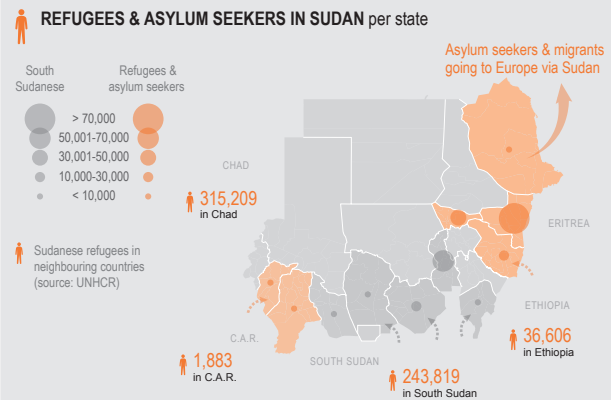 REFUGEES & ASYLUM SEEKERS IN SUDAN per state
Asylum seekers & migrants
going to Europe via Sudan
South
Sudanese
Refugees &
asylum seekers
> 70,000
50,001-70,000
30,001-50,000
10,000-30,000
< 10,000
CHAD
315,209
in Chad
ERITREA
Sudanese refugees in
neighbouring countries
(source: UNHCR)
ETHIOPIA
36,606
in Ethiopia
C.A.R.
1,883
in C.A.R.
SOUTH SUDAN
243,819
in South Sudan